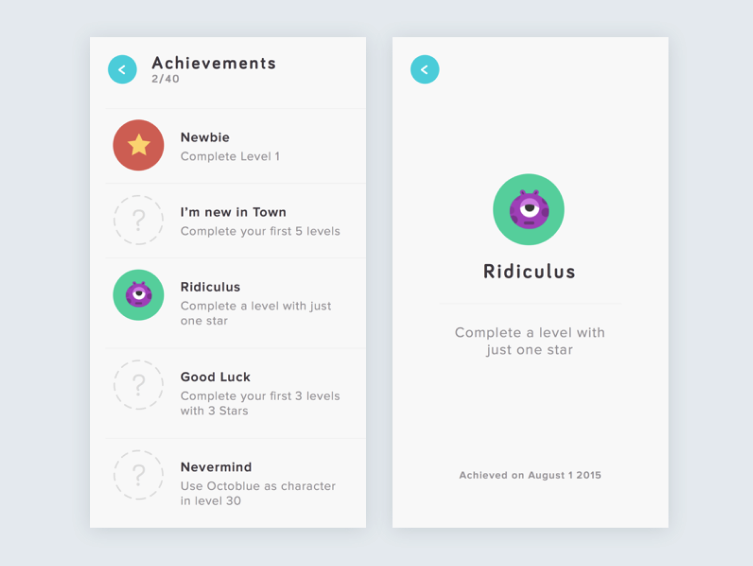 Achievements
2/40
Newbie
Complete Level 1
?
I'm new in Town
Complete your first 5 levels
Ridiculus
Complete a level with just
one star
?
Good Luck
Complete your first 3 levels
with 3 Stars
?
Nevermind
Use Octoblue as character
in level 30
Ridiculus
Complete a level with
just one star
Achieved on August 1 2015